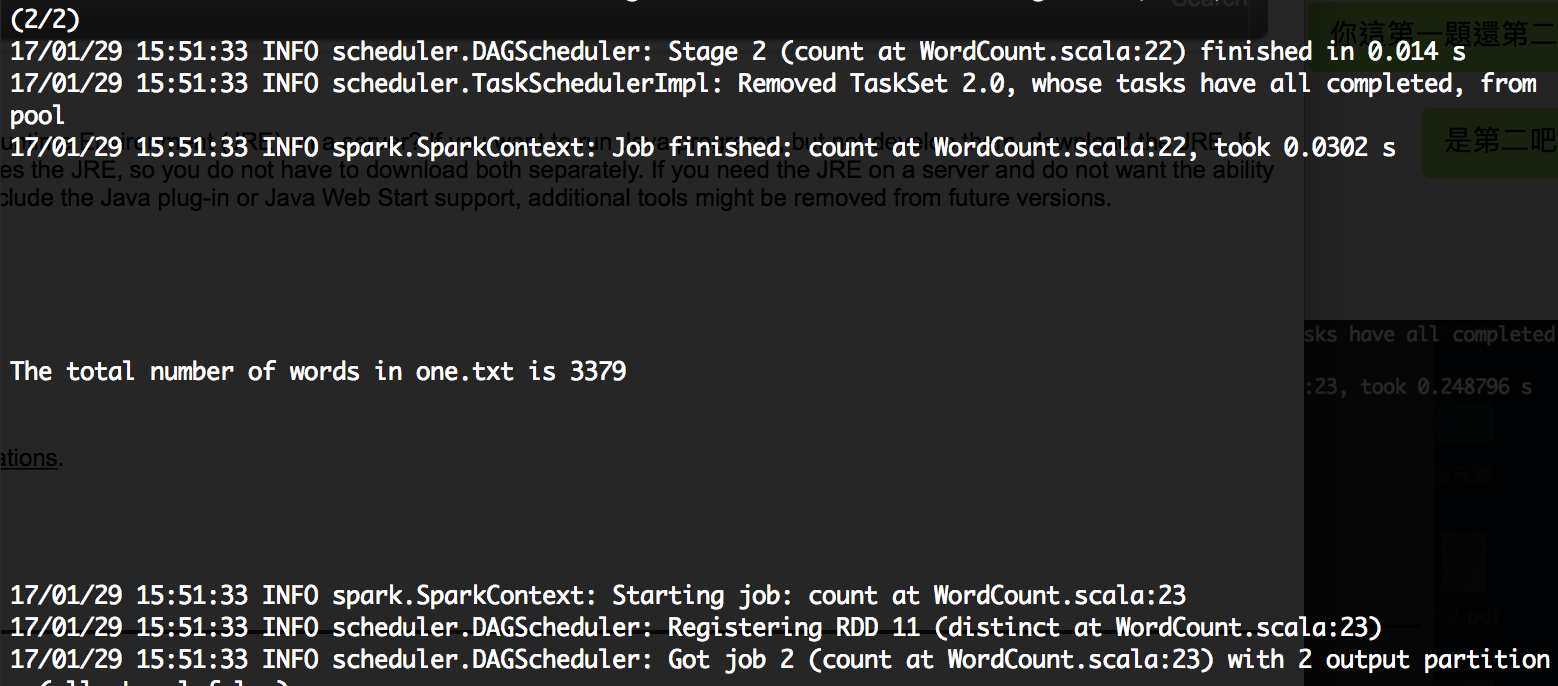 Search
(2/2)
17/01/29 15:51:33 INFO scheduler.DAGScheduler: Stage 2 (count at WordCount.scala:22) finished in 0.014 s
17/01/29 15:51:33 INFO scheduler.TaskSchedulerImpl: Removed TaskSet 2.0, whose tasks have all completed, from
pool
17/01/29 15:51:33 INFO spark.SparkContext: Job finished: count at WordCount.scala:22, took 0.0302 s
es the JRE, so you do not have to download both separately. If you need the JRE on a server and do not want the ability
clude the Java plug-in or Java Web Start support, additional tools might be removed from future versions.
The total number of words in one.txt is 3379
ations.
17/01/29 15:51:33 INFO spark.SparkContext: Starting job: count at WordCount.scala:23
17/01/29 15:51:33 INFO scheduler.DAGScheduler: Registering RDD 11 (distinct at WordCount.scala:23)
17/01/29 15:51:33 INFO scheduler.DAGScheduler: Got job 2 (count at WordCount.scala:23) with 2 output partition
你這第一題還第二
是第二吧
sks have all completed
:23, took 0.248796 s